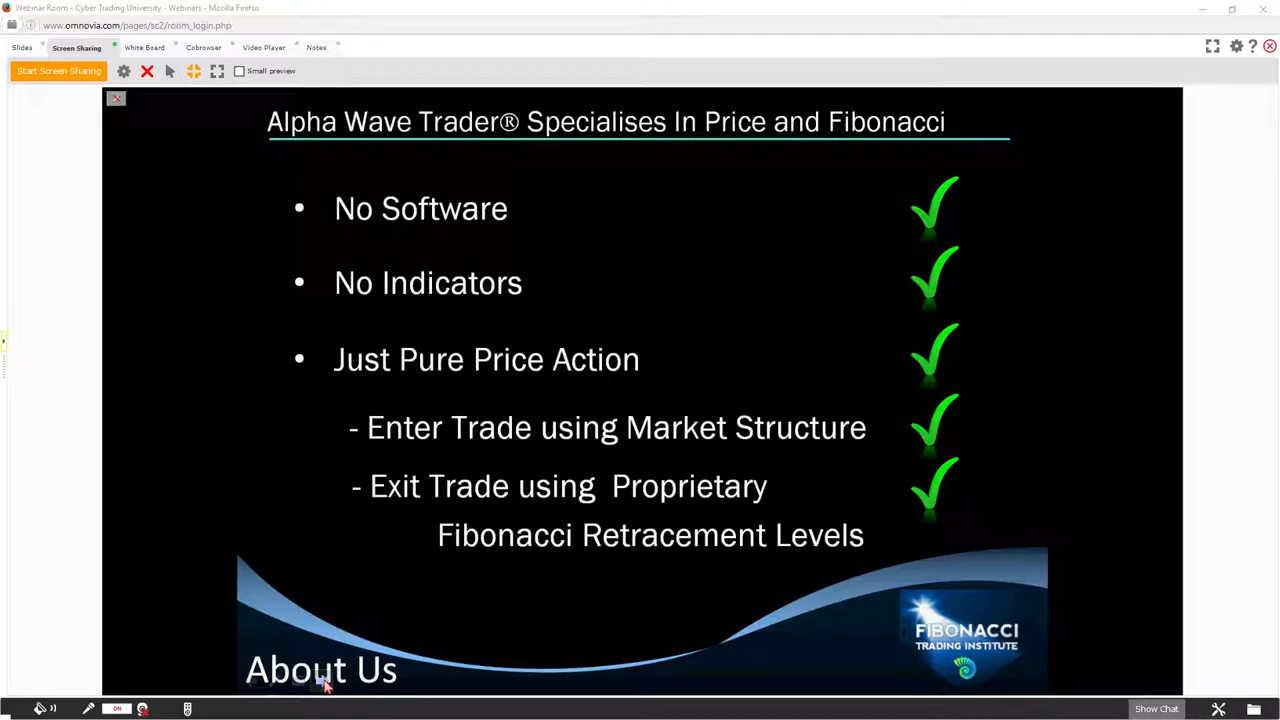 Webinar Room - Cyber Trading University - Webinars - Mozilla Firefox
www.omnovia.com/pages/sc2/room_login.php
Slides Screen Sharing White Board Cobrowser Video Player Notes
Start Screen Sharing Small preview
Alpha Wave Trader® Specialises In Price and Fibonacci
• No Software
• No Indicators
• Just Pure Price Action
- Enter Trade using Market Structure
- Exit Trade using Proprietary
Fibonacci Retracement Levels
FIBONACCI
TRADING INSTITUTE
About Us
ON
Show Chat